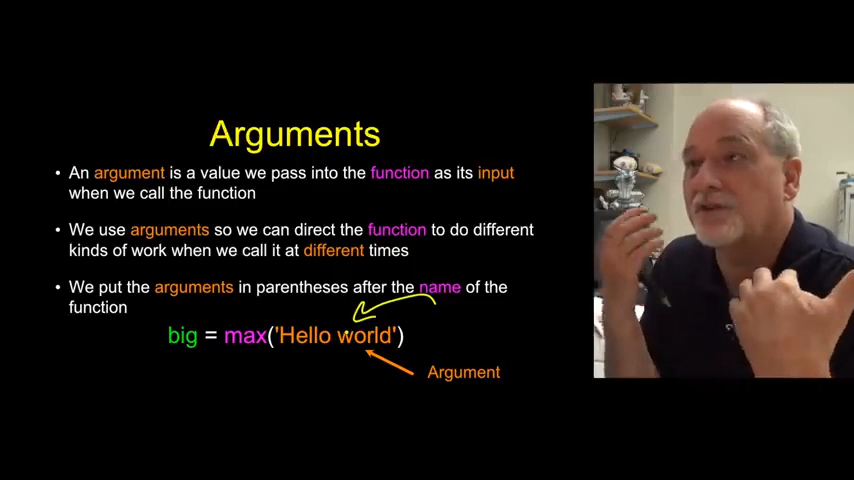 Arguments
• An argument is a value we pass into the function as its input
when we call the function
• We use arguments so we can direct the function to do different
kinds of work when we call it at different times
• We put the arguments in parentheses after the name of the
function
big = max('Hello world')
Argument